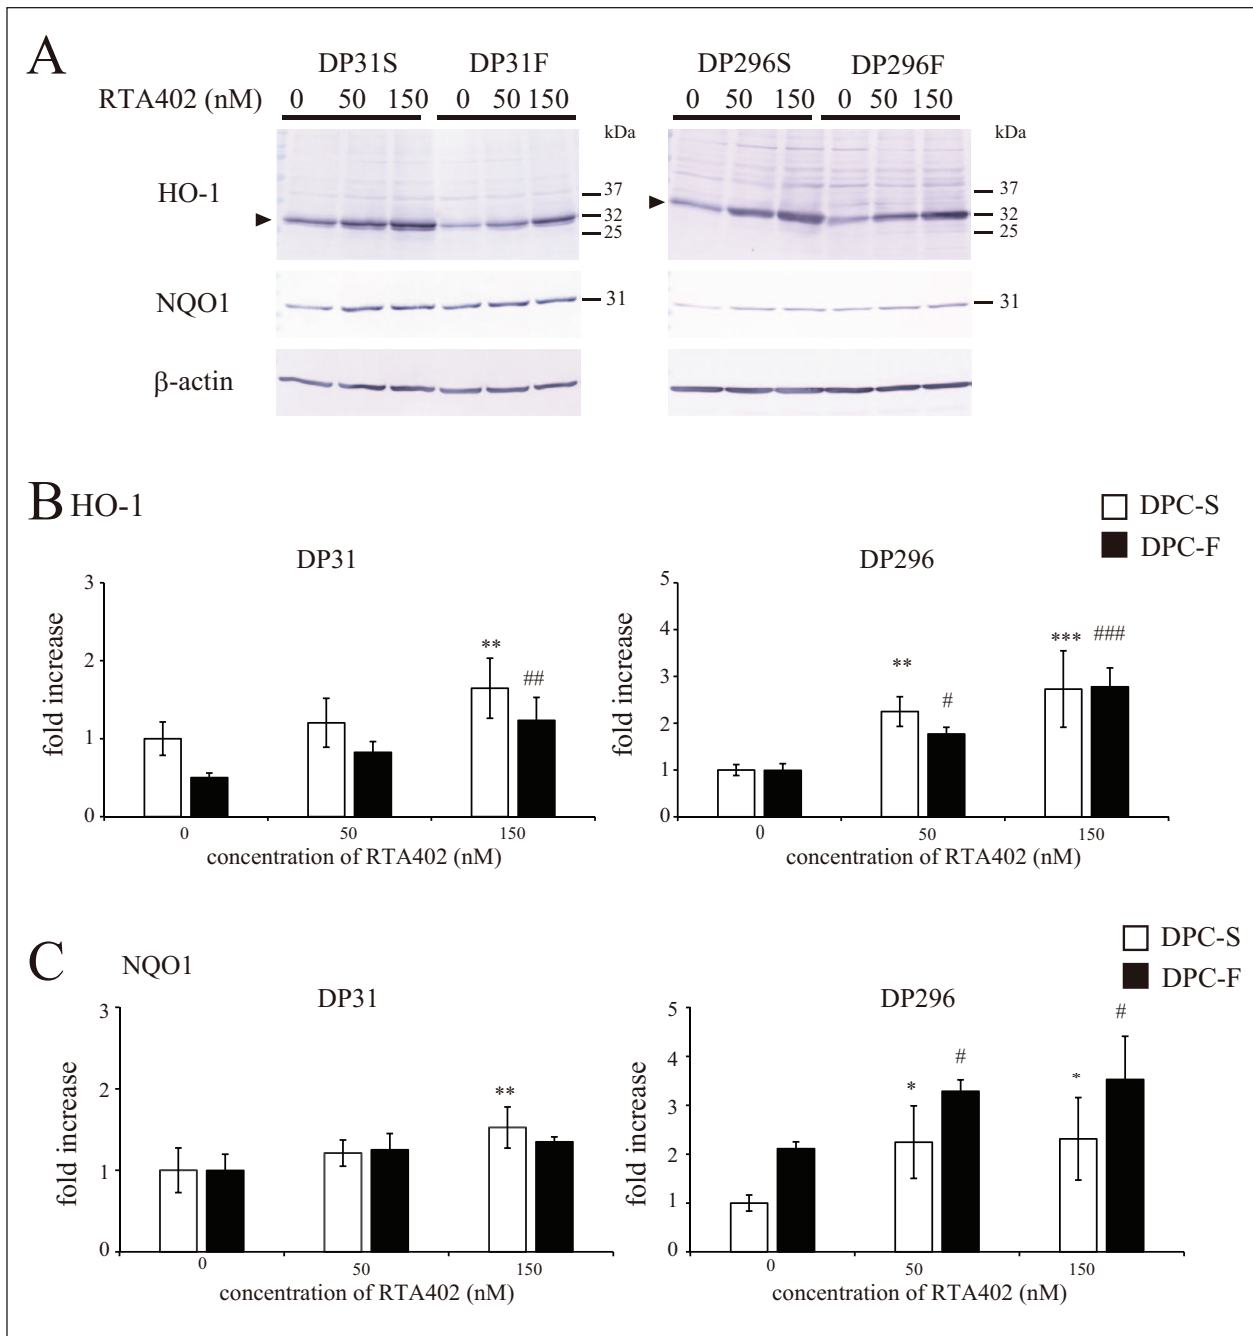 A
DP31S DP31F DP296S DP296F
RTA402 (nM) 0 50 150 0 50 150 0 50 150 0 50 150
kDa kDa
HO-1 37 37
32 32
25 25
NQO1 31 31
β-actin
B HO-1
DPC-S
DPC-F
DP31 DP296
fold increase
3
2
1
0
** ##
0 50 150
concentration of RTA402 (nM)
fold increase
5
4
3
2
1
0
** # *** ###
0 50 150
concentration of RTA402 (nM)
C NQO1
DPC-S
DPC-F
DP31 DP296
fold increase
3
2
1
0
**
0 50 150
concentration of RTA402 (nM)
fold increase
5
4
3
2
1
0
* # * #
0 50 150
concentration of RTA402 (nM)